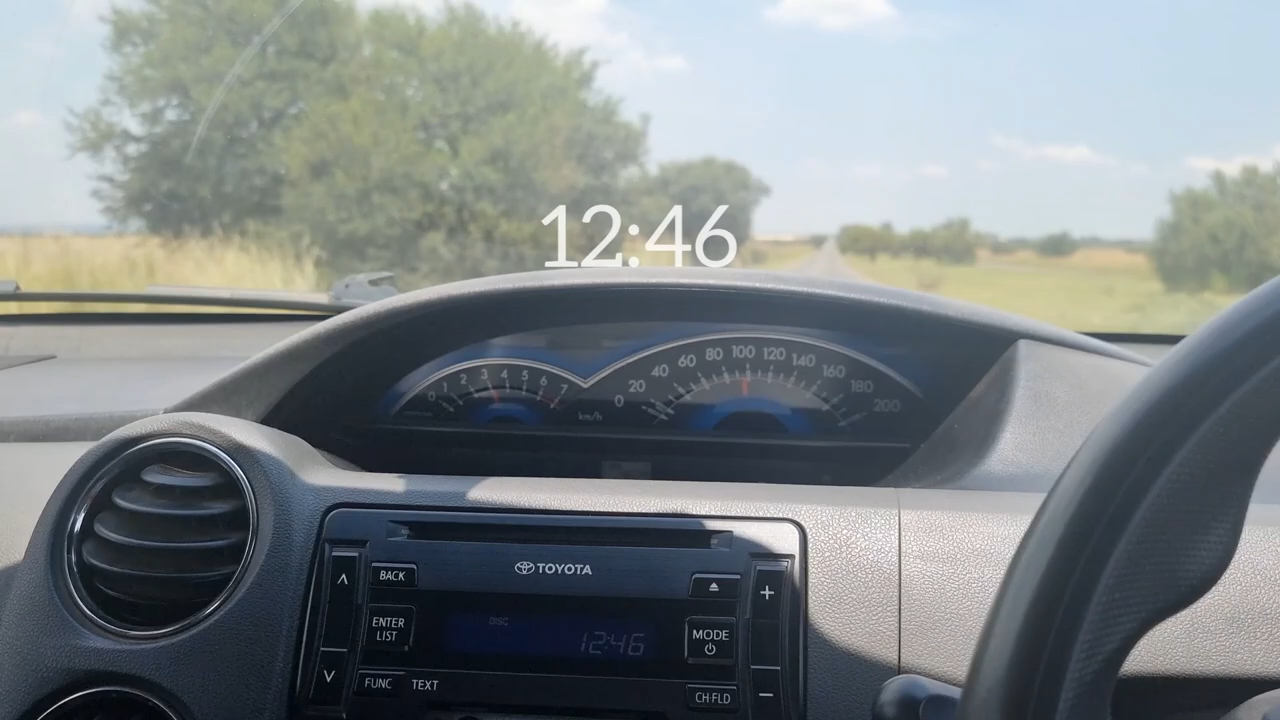 12:46
0 1 2 3 4 5 6 7
0 20 40 60 80 100 120 140 160 180 200
km/h
TOYOTA
BACK
ENTER
LIST
DISC
12:46
MODE
FUNC TEXT
CH·FLD